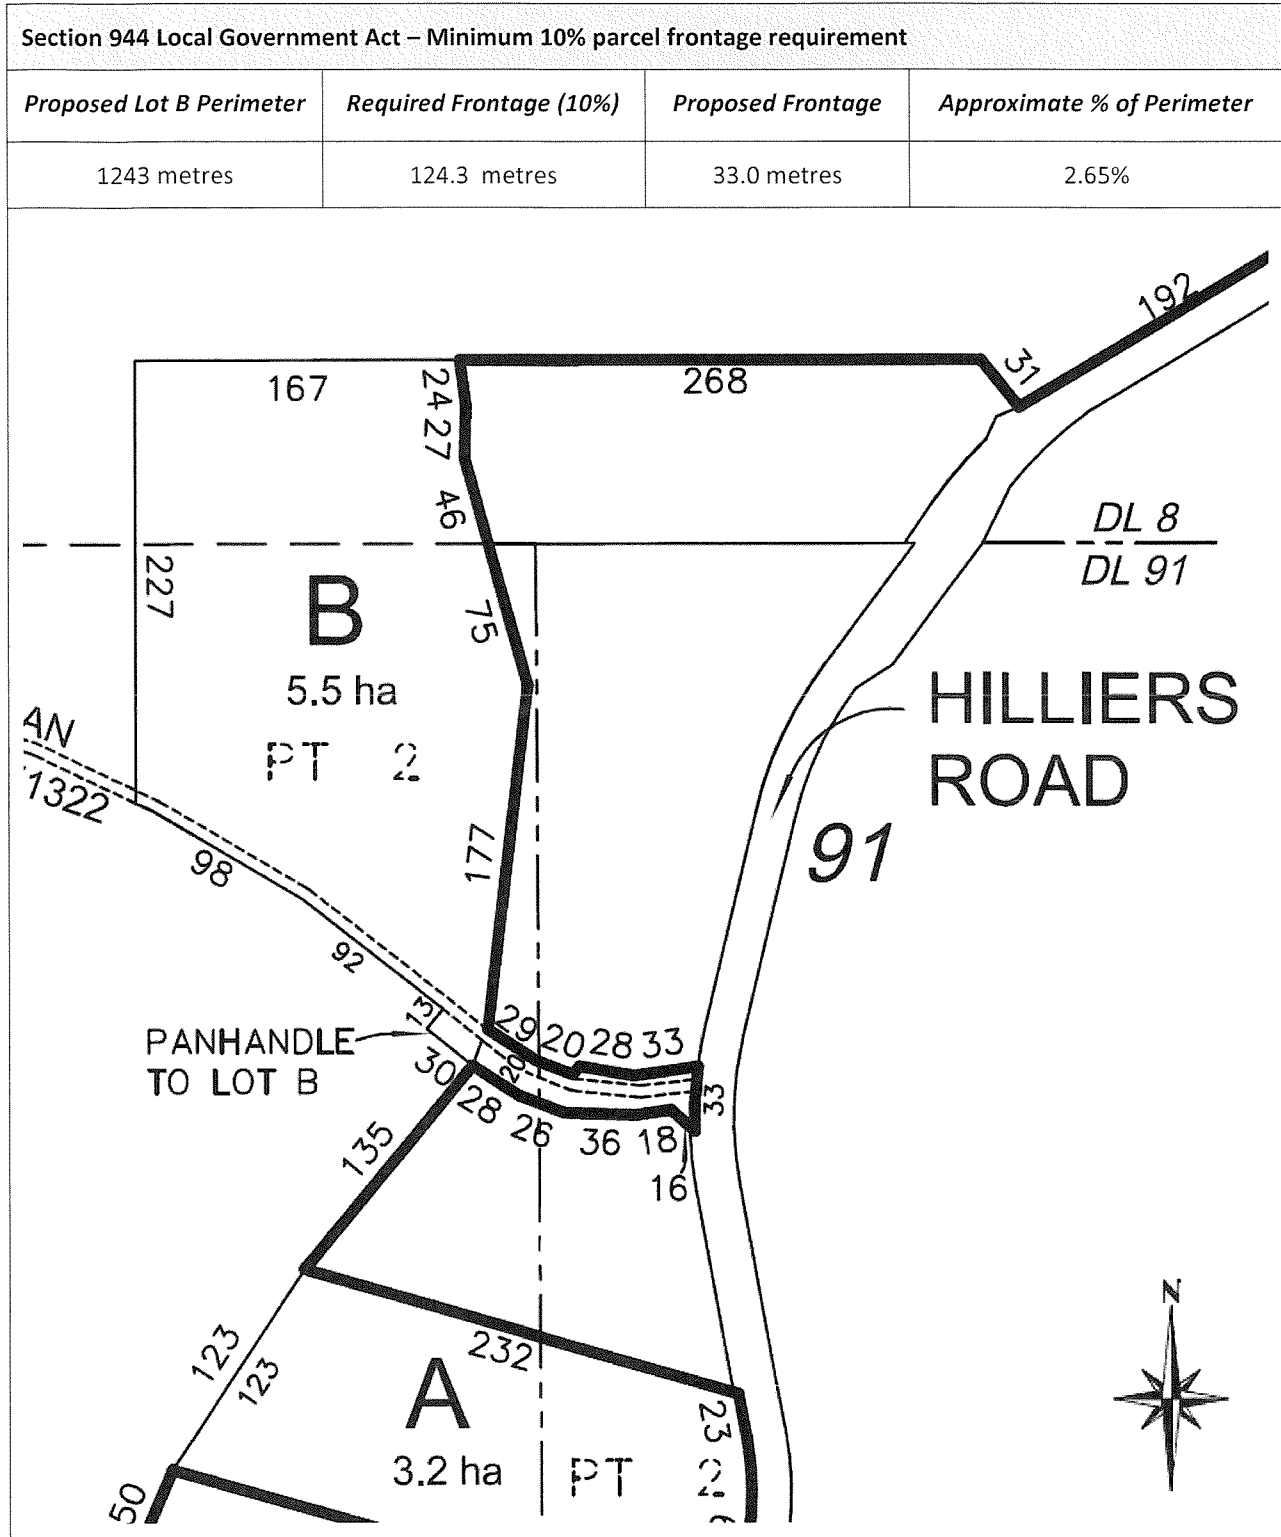 Section 944 Local Government Act – Minimum 10% parcel frontage requirement
Proposed Lot B Perimeter Required Frontage (10%) Proposed Frontage Approximate % of Perimeter
1243 metres 124.3 metres 33.0 metres 2.65%
192
31
167
24
268
27
46
DL 8
DL 91
227
B
75
5.5 ha
HILLIERS
ROAD
AN
PT 2
1322
177
91
98
92
13
29
20
28
33
PANHANDLE
TO LOT B
30
20
33
28
26
36
18
135
16
N
232
123
123
A
23
3.2 ha
PT 2
50